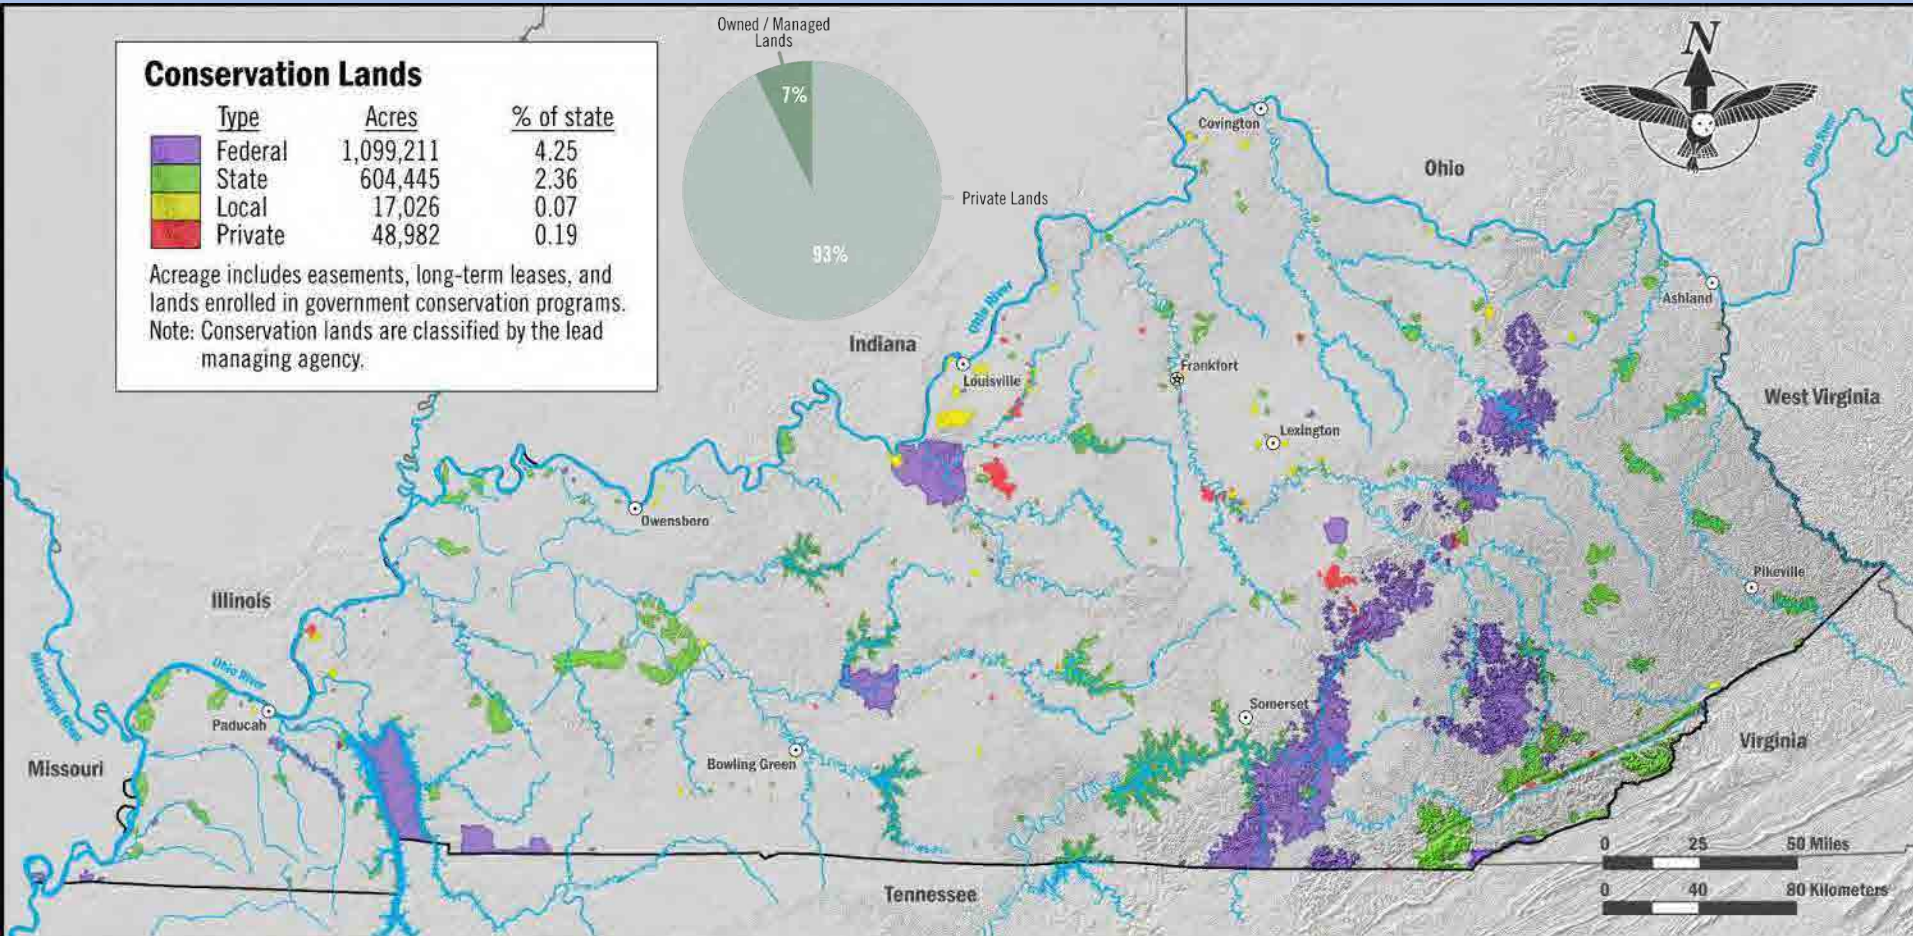 Conservation Lands
Type Acres % of state
Federal 1,099,211 4.25
State 604,445 2.36
Local 17,026 0.07
Private 48,982 0.19
Acreage includes easements, long-term leases, and
lands enrolled in government conservation programs.
Note: Conservation lands are classified by the lead
managing agency.
Owned / Managed
Lands
7%
Private Lands
93%
N
Covington
Ohio
Ohio River
Ashland
Ohio River
Indiana
Louisville
Frankfort
West Virginia
Lexington
Owensboro
Illinois
Pikeville
Mississippi River
Ohio River
Paducah
Somerset
Missouri
Bowling Green
Virginia
Tennessee
0 25 50 Miles
0 40 80 Kilometers